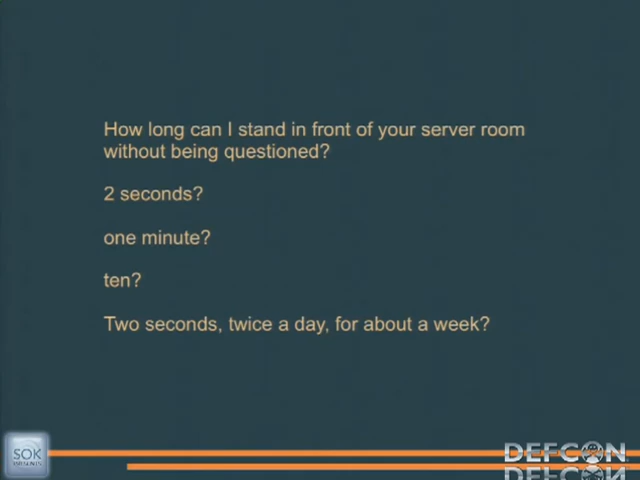 How long can I stand in front of your server room
without being questioned?
2 seconds?
one minute?
ten?
Two seconds, twice a day, for about a week?
SOK
DEFCON